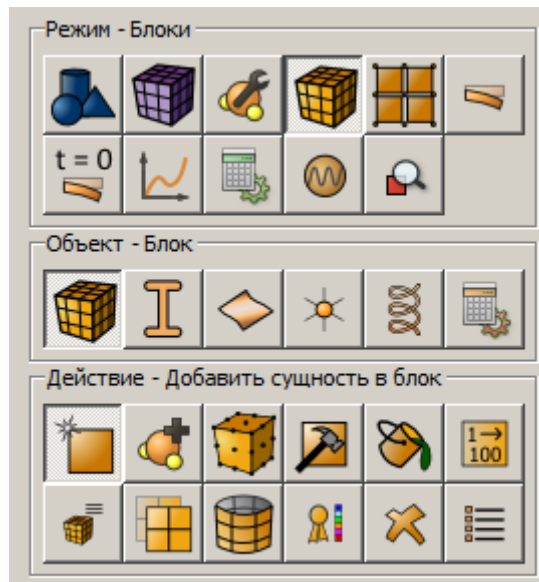 Режим - Блоки
t = 0
Объект - Блок
Действие - Добавить сущность в блок
1→
100